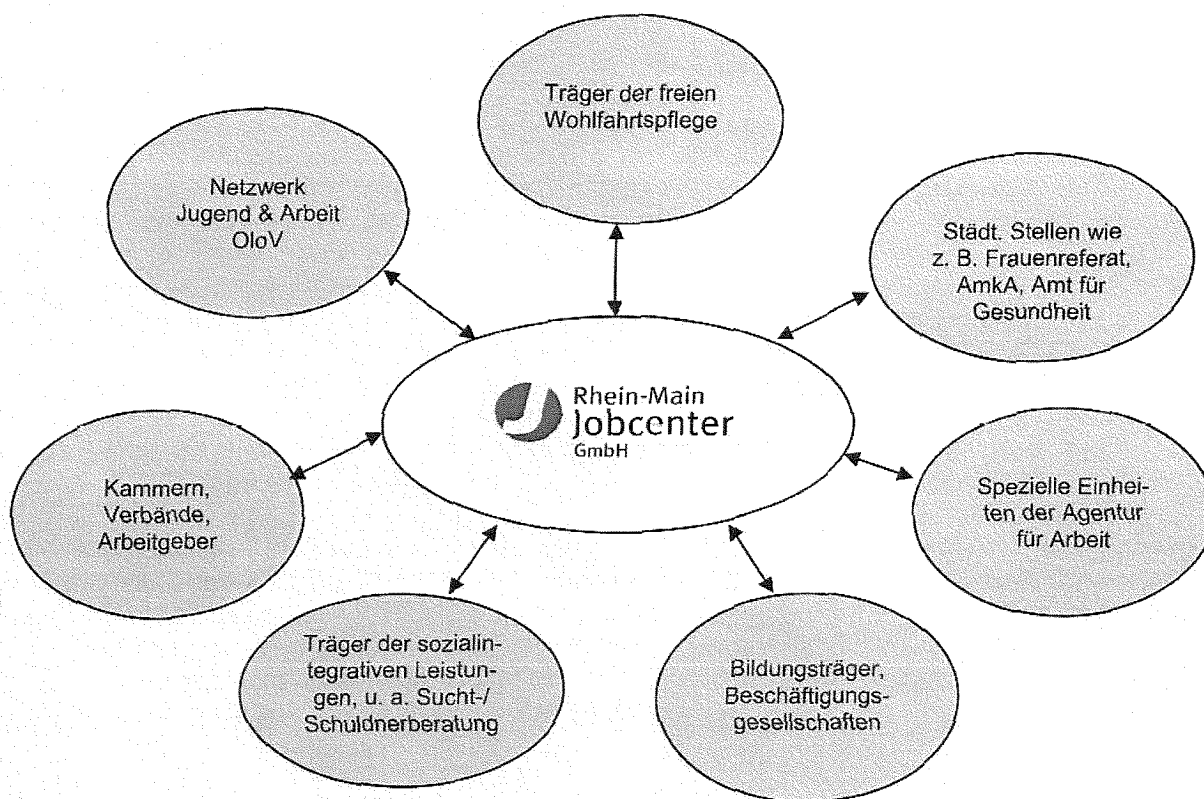 Träger der freien
Wohlfahrtspflege
Netzwerk
Jugend & Arbeit
OloV
Städt. Stellen wie
z. B. Frauenreferat,
AmkA, Amt für
Gesundheit
Rhein-Main
Jobcenter
GmbH
Kammern,
Verbände,
Arbeitgeber
Spezielle Einhei-
ten der Agentur
für Arbeit
Träger der sozialin-
tegrativen Leistun-
gen, u. a. Sucht-/
Schuldnerberatung
Bildungsträger,
Beschäftigungs-
gesellschaften